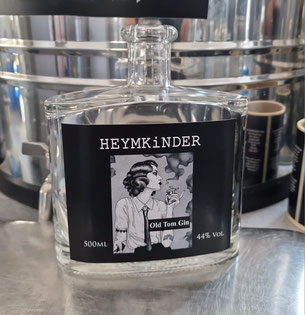 HEYMKiNDER
Old Tom Gin
500ML
44% VOL